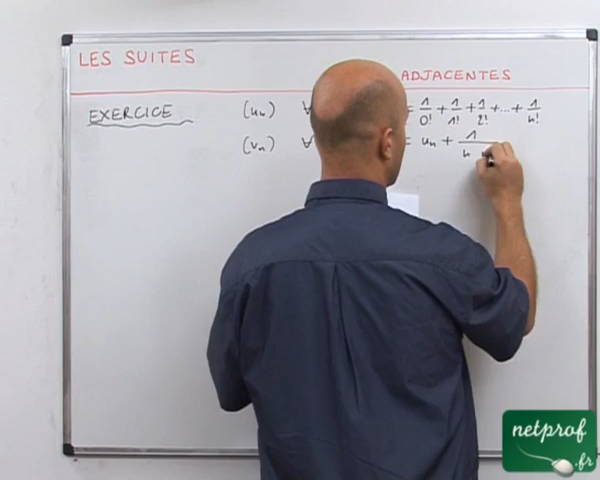 LES SUITES
ADJACENTES
EXERCICE (uₙ) ∀ = 1/0! + 1/1! + 1/2! + ... + 1/n!
(vₙ) ∀ = uₙ + 1/n
netprof
.fr